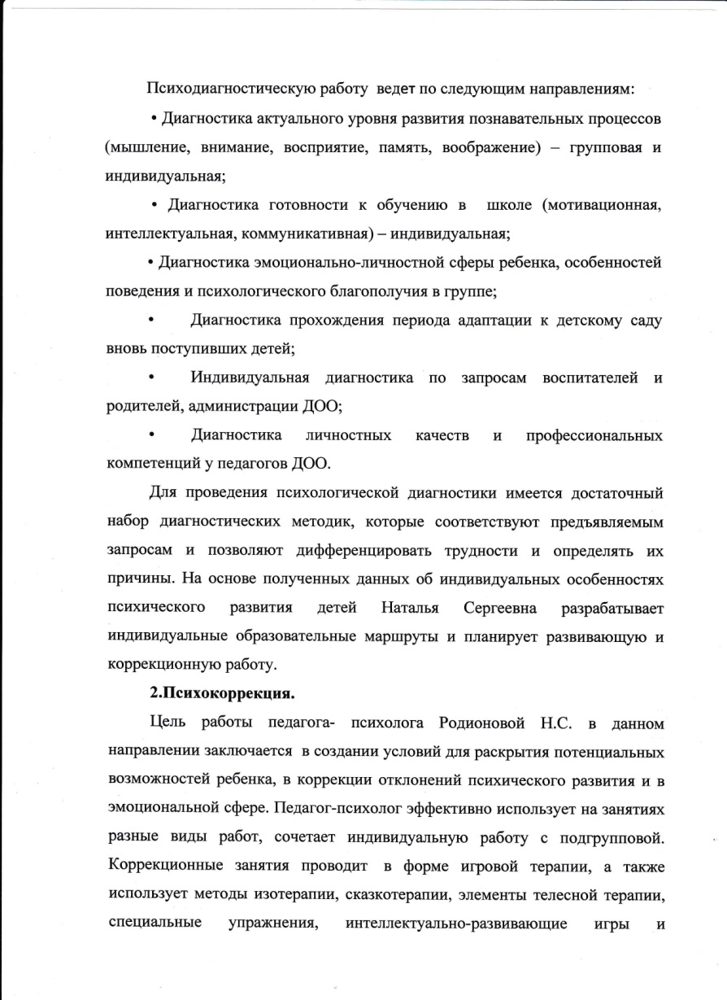 Психодиагностическую работу  ведет по следующим направлениям:
• Диагностика актуального уровня развития познавательных процессов
(мышление, внимание, восприятие, память, воображение) – групповая и
индивидуальная;
• Диагностика готовности к обучению в  школе (мотивационная,
интеллектуальная, коммуникативная) – индивидуальная;
• Диагностика эмоционально-личностной сферы ребенка, особенностей
поведения и психологического благополучия в группе;
• Диагностика прохождения периода адаптации к детскому саду
вновь поступивших детей;
• Индивидуальная диагностика по запросам воспитателей и
родителей, администрации ДОО;
• Диагностика личностных качеств и профессиональных
компетенций у педагогов ДОО.
Для проведения психологической диагностики имеется достаточный
набор диагностических методик, которые соответствуют предъявляемым
запросам и позволяют дифференцировать трудности и определять их
причины. На основе полученных данных об индивидуальных особенностях
психического развития детей Наталья Сергеевна разрабатывает
индивидуальные образовательные маршруты и планирует развивающую и
коррекционную работу.
2.Психокоррекция.
Цель работы педагога- психолога Родионовой Н.С. в данном
направлении заключается  в создании условий для раскрытия потенциальных
возможностей ребенка, в коррекции отклонений психического развития и в
эмоциональной сфере. Педагог-психолог эффективно использует на занятиях
разные виды работ, сочетает индивидуальную работу с подгрупповой.
Коррекционные занятия проводит  в форме игровой терапии, а также
использует методы изотерапии, сказкотерапии, элементы телесной терапии,
специальные упражнения, интеллектуально-развивающие игры и